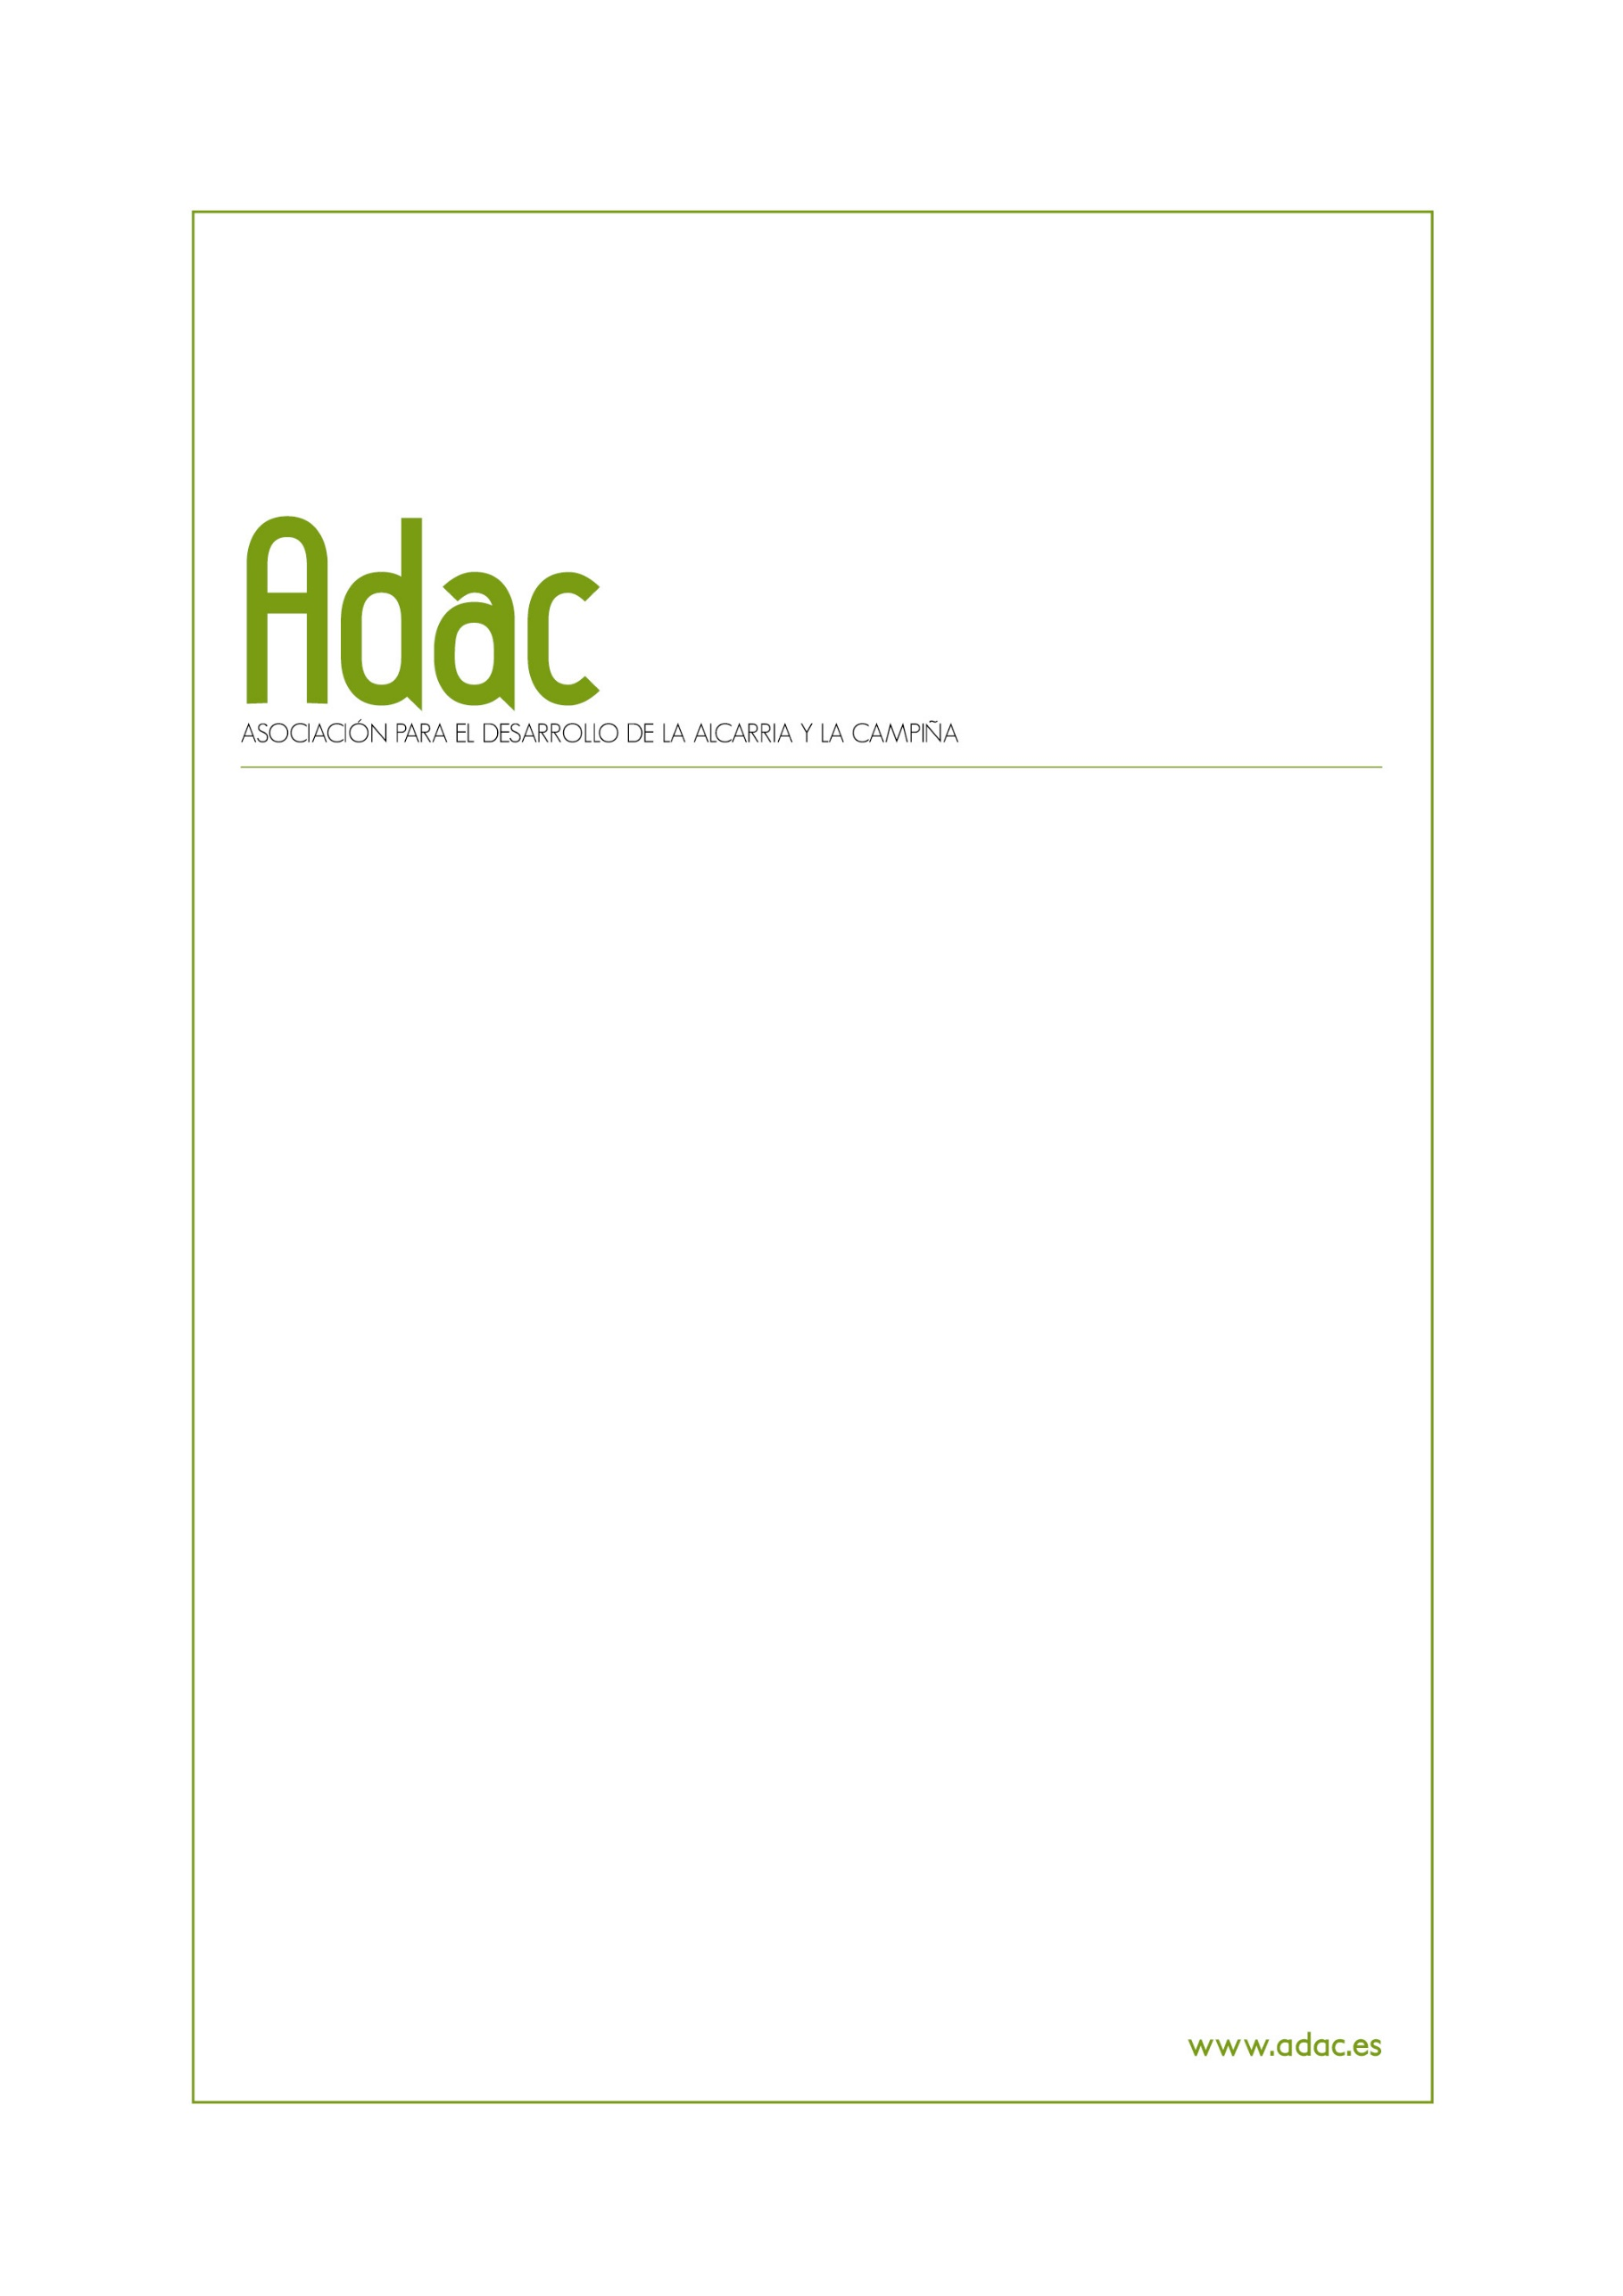 Adac
ASOCIACIÓN PARA EL DESARROLLO DE LA ALCARRIA Y LA CAMPIÑA
www.adac.es